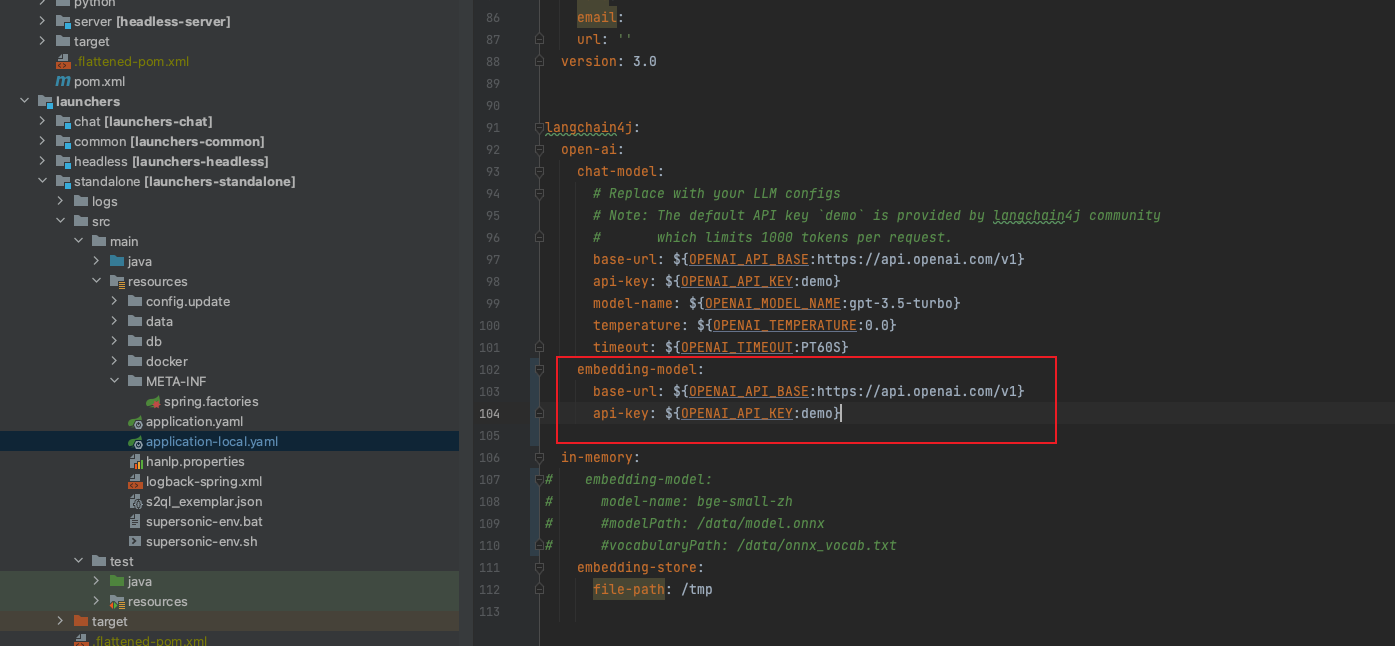 python
server [headless-server]
target
.flattened-pom.xml
pom.xml
launchers
chat [launchers-chat]
common [launchers-common]
headless [launchers-headless]
standalone [launchers-standalone]
logs
src
main
java
resources
config.update
data
db
docker
META-INF
spring.factories
application.yaml
application-local.yaml
hanlp.properties
logback-spring.xml
s2ql_exemplar.json
supersonic-env.bat
supersonic-env.sh
test
java
resources
target
.flattened-pom.xml
86 email:
87 url: ''
88 version: 3.0
89
90
91 langchain4j:
92 open-ai:
93 chat-model:
94 # Replace with your LLM configs
95 # Note: The default API key `demo` is provided by langchain4j community
96 # which limits 1000 tokens per request.
97 base-url: ${OPENAI_API_BASE:https://api.openai.com/v1}
98 api-key: ${OPENAI_API_KEY:demo}
99 model-name: ${OPENAI_MODEL_NAME:gpt-3.5-turbo}
100 temperature: ${OPENAI_TEMPERATURE:0.0}
101 timeout: ${OPENAI_TIMEOUT:PT60S}
102 embedding-model:
103 base-url: ${OPENAI_API_BASE:https://api.openai.com/v1}
104 api-key: ${OPENAI_API_KEY:demo}
105
106 in-memory:
107 # embedding-model:
108 # model-name: bge-small-zh
109 # #modelPath: /data/model.onnx
110 # #vocabularyPath: /data/onnx_vocab.txt
111 embedding-store:
112 file-path: /tmp
113